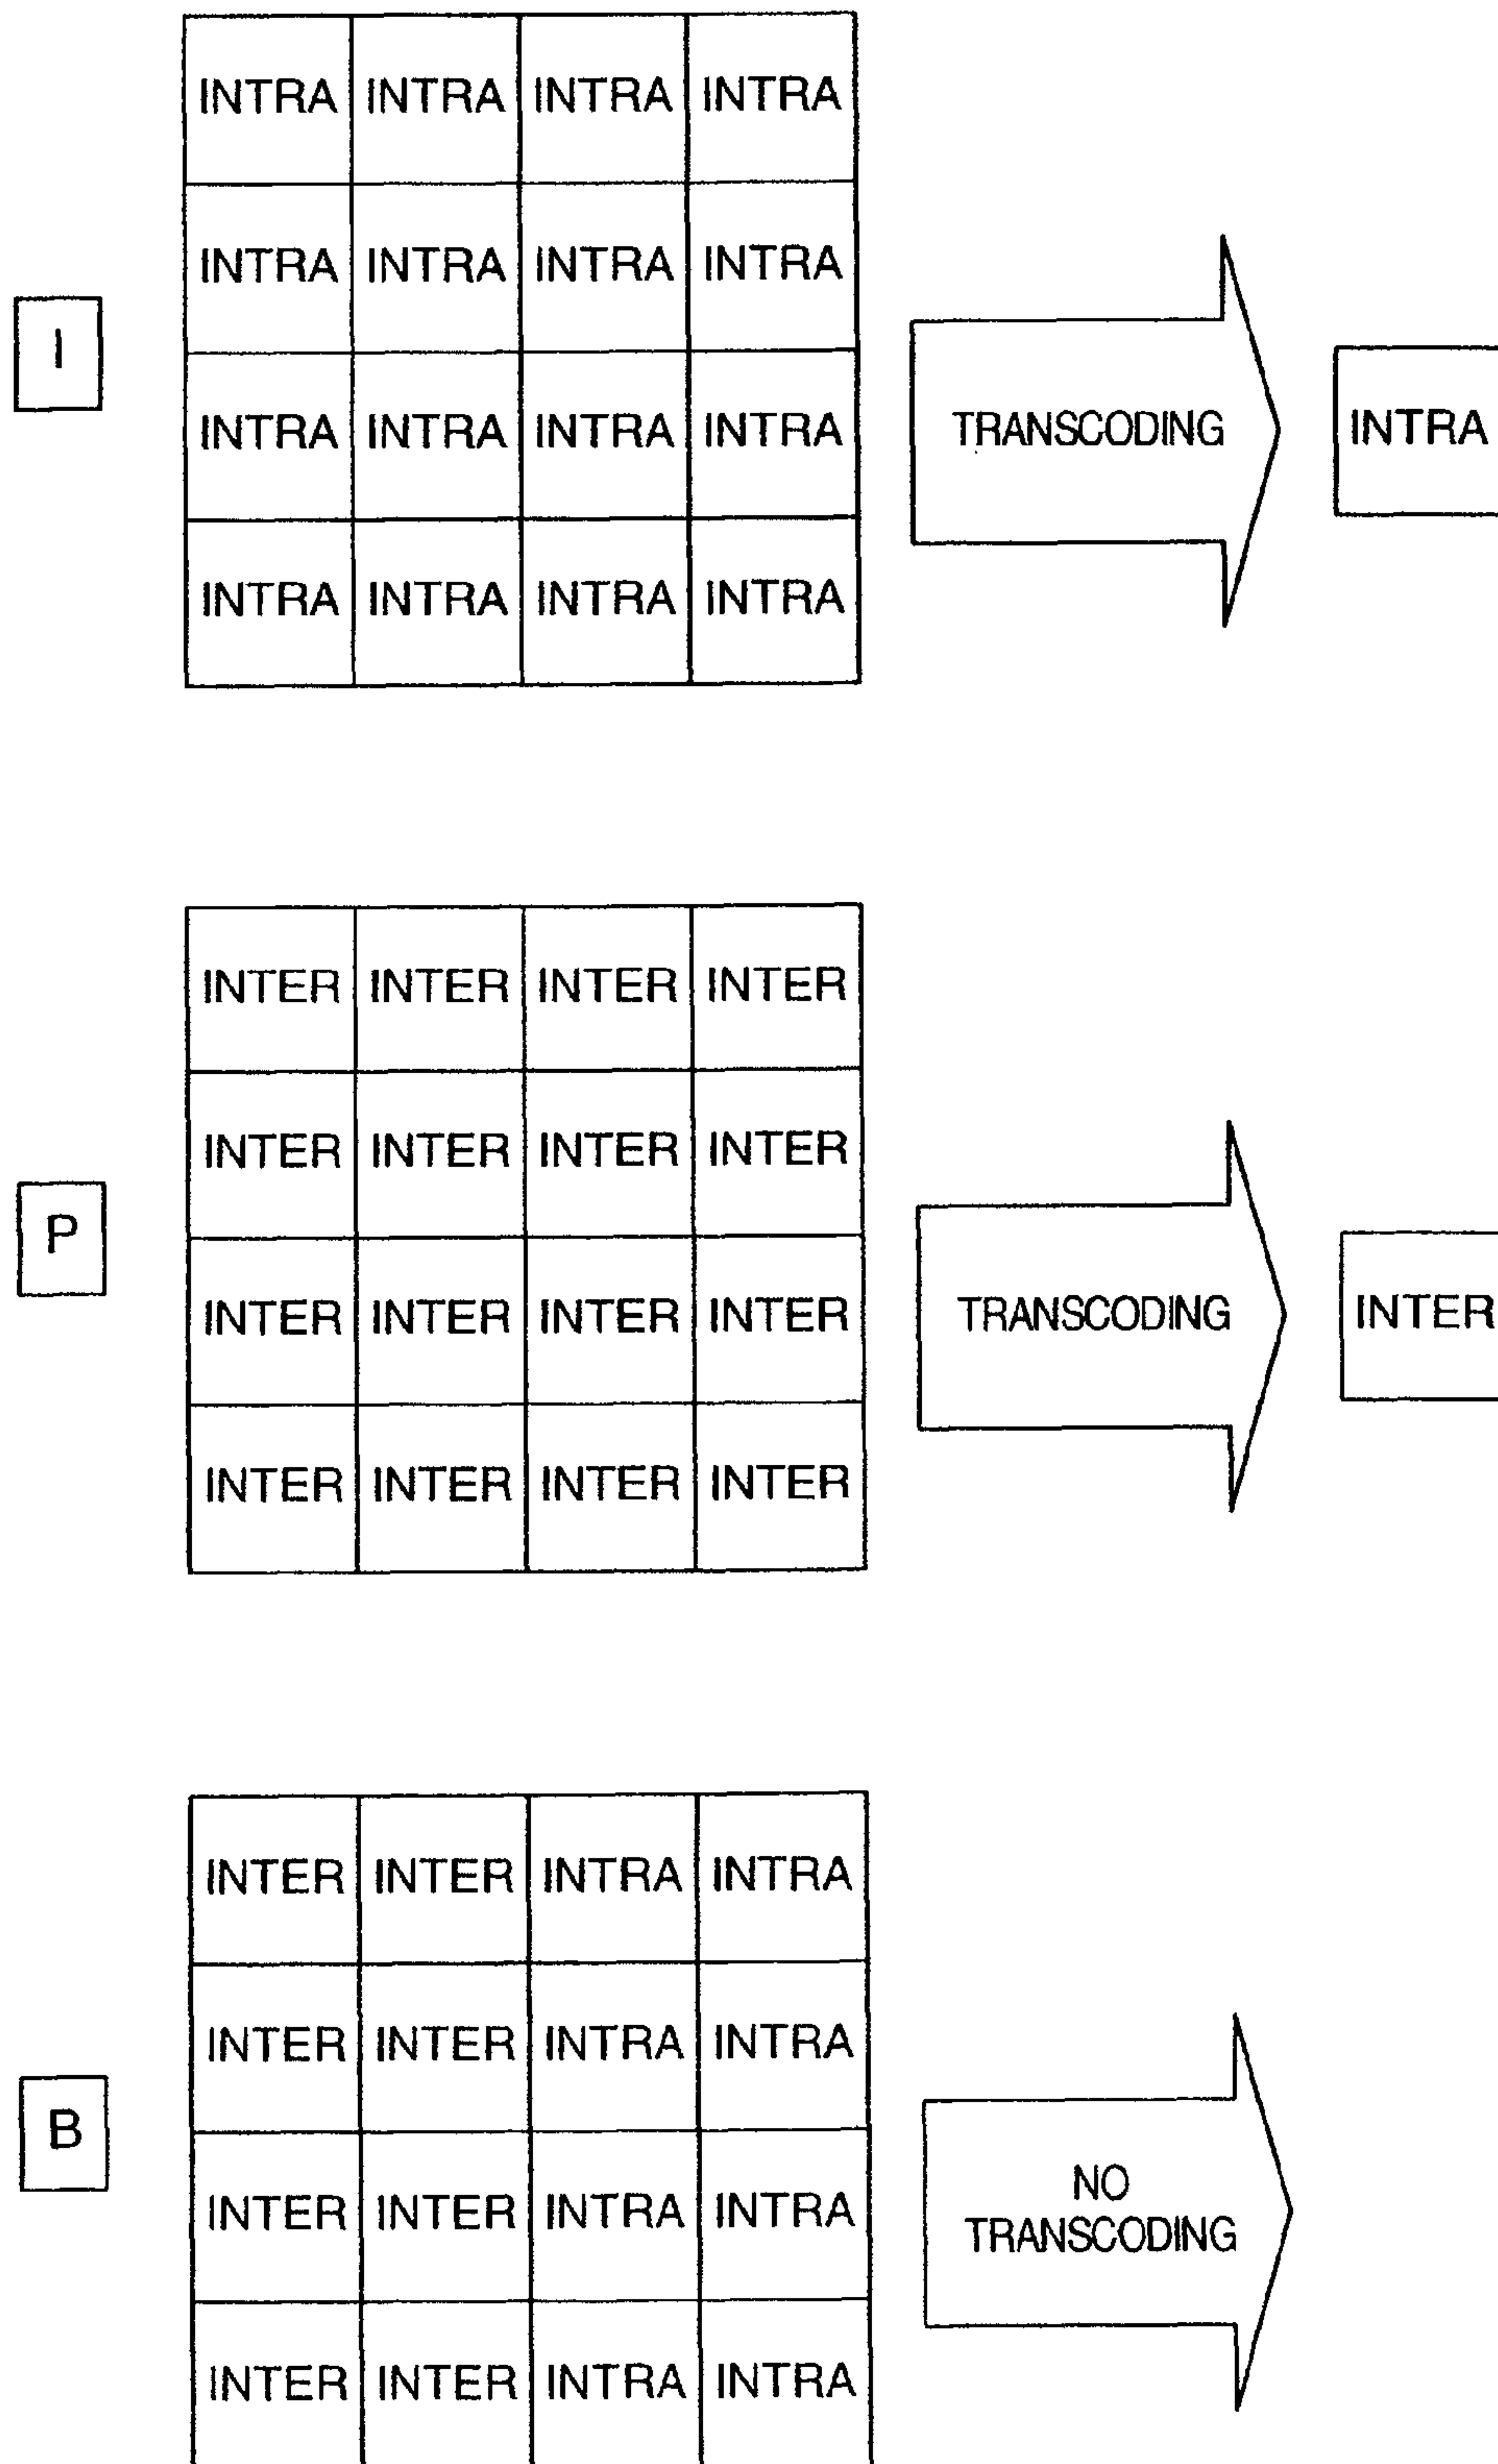 INTRA INTRA INTRA INTRA
INTRA INTRA INTRA INTRA
I
INTRA INTRA INTRA INTRA
TRANSCODING
INTRA
INTRA INTRA INTRA INTRA
INTER INTER INTER INTER
INTER INTER INTER INTER
P
INTER INTER INTER INTER
TRANSCODING
INTER
INTER INTER INTER INTER
INTER INTER INTRA INTRA
INTER INTER INTRA INTRA
B
INTER INTER INTRA INTRA
NO
TRANSCODING
INTER INTER INTRA INTRA